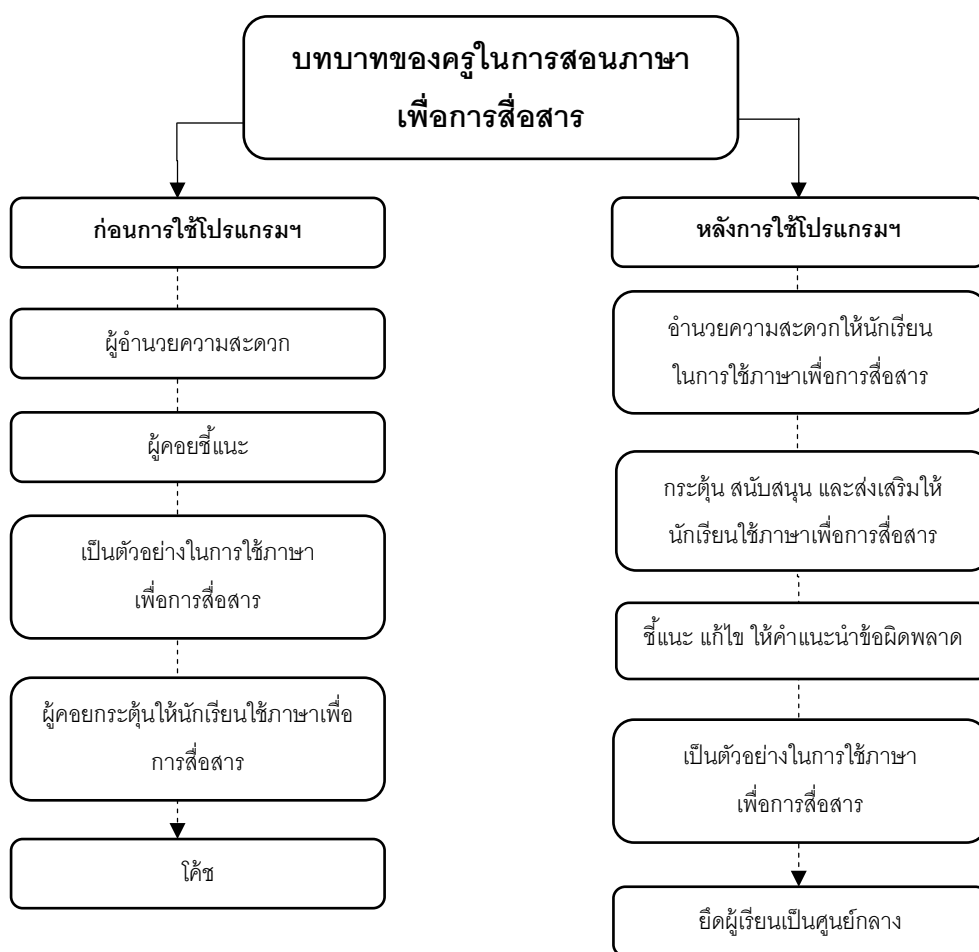 บทบาทของครูในการสอนภาษา
เพื่อการสื่อสาร
ก่อนการใช้โปรแกรมฯ
ผู้อำนวยความสะดวก
ผู้คอยชี้แนะ
เป็นตัวอย่างในการใช้ภาษา
เพื่อการสื่อสาร
ผู้คอยกระตุ้นให้นักเรียนใช้ภาษาเพื่อ
การสื่อสาร
โค้ช
หลังการใช้โปรแกรมฯ
อำนวยความสะดวกให้นักเรียน
ในการใช้ภาษาเพื่อการสื่อสาร
กระตุ้น สนับสนุน และส่งเสริมให้
นักเรียนใช้ภาษาเพื่อการสื่อสาร
ชี้แนะ แก้ไข ให้คำแนะนำข้อผิดพลาด
เป็นตัวอย่างในการใช้ภาษา
เพื่อการสื่อสาร
ยึดผู้เรียนเป็นศูนย์กลาง